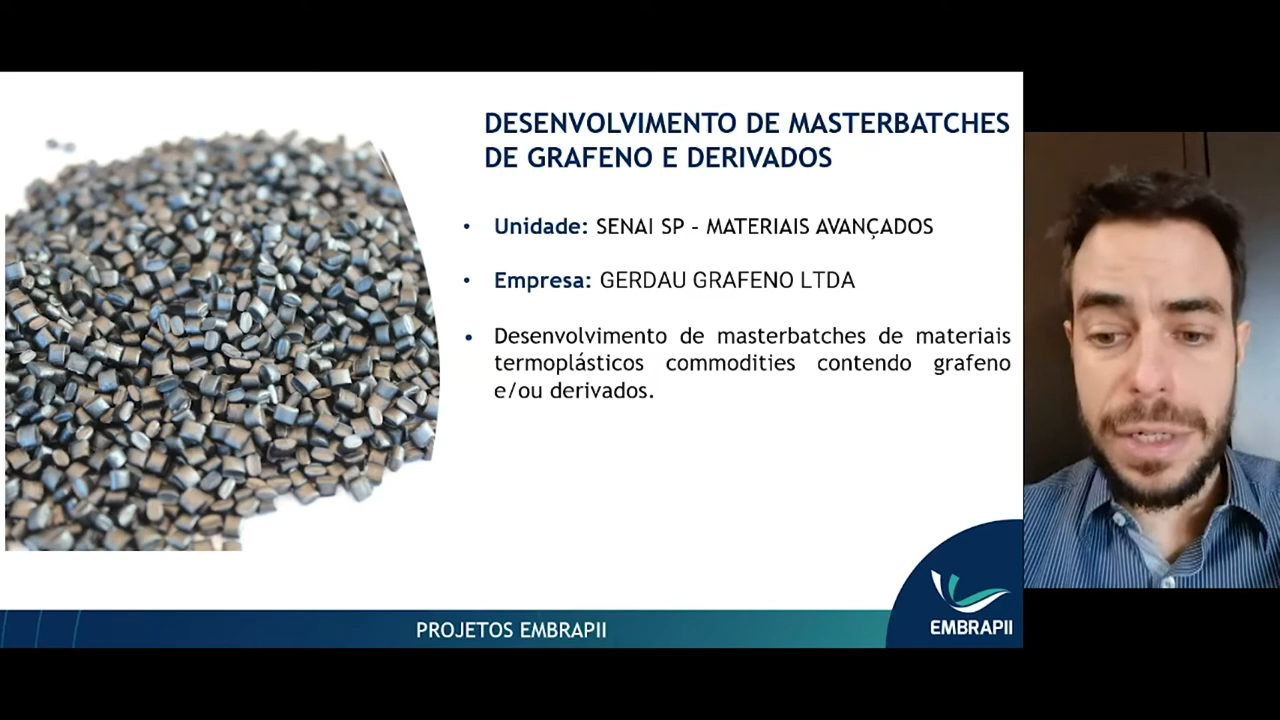 DESENVOLVIMENTO DE MASTERBATCHES
DE GRAFENO E DERIVADOS
• Unidade: SENAI SP – MATERIAIS AVANÇADOS
• Empresa: GERDAU GRAFENO LTDA
• Desenvolvimento de masterbatches de materiais
termoplásticos commodities contendo grafeno
e/ou derivados.
PROJETOS EMBRAPII
EMBRAPII